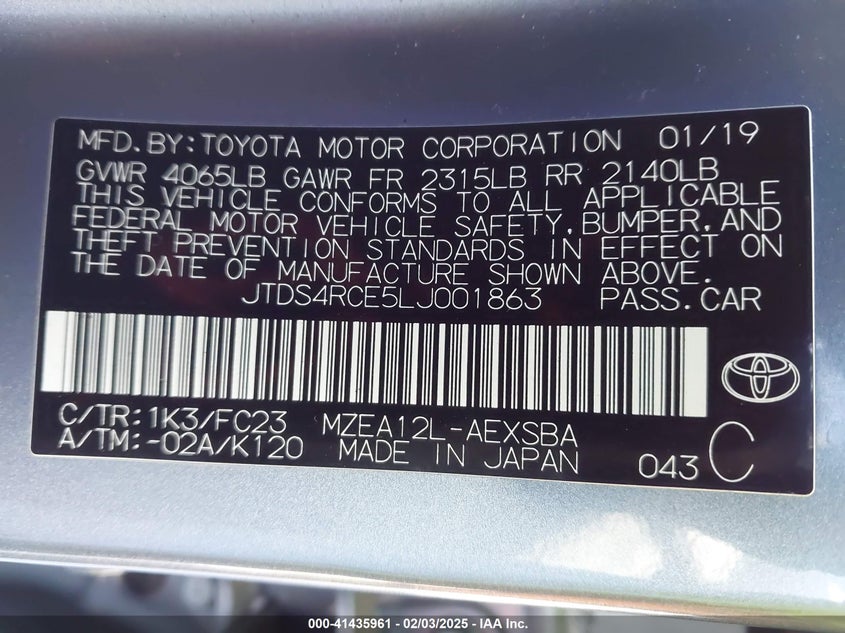 MFD.BY:TOYOTA MOTOR CORPORATION 01/19
GVWR 4065LB GAWR FR 2315LB RR 2140LB
THIS VEHICLE CONFORMS TO ALL APPLICABLE
FEDERAL MOTOR VEHICLE SAFETY,BUMPER,AND
THEFT PREVENTION STANDARDS IN EFFECT ON
THE DATE OF MANUFACTURE SHOWN ABOVE.
JTDS4RCE5LJ001863 PASS.CAR
C/TR:1K3/FC23 MZEA12L-AEXSBA
A/TM:-02A/K120 MADE IN JAPAN 043 C
000-41435961 | 02/03/2025 - IAA Inc.